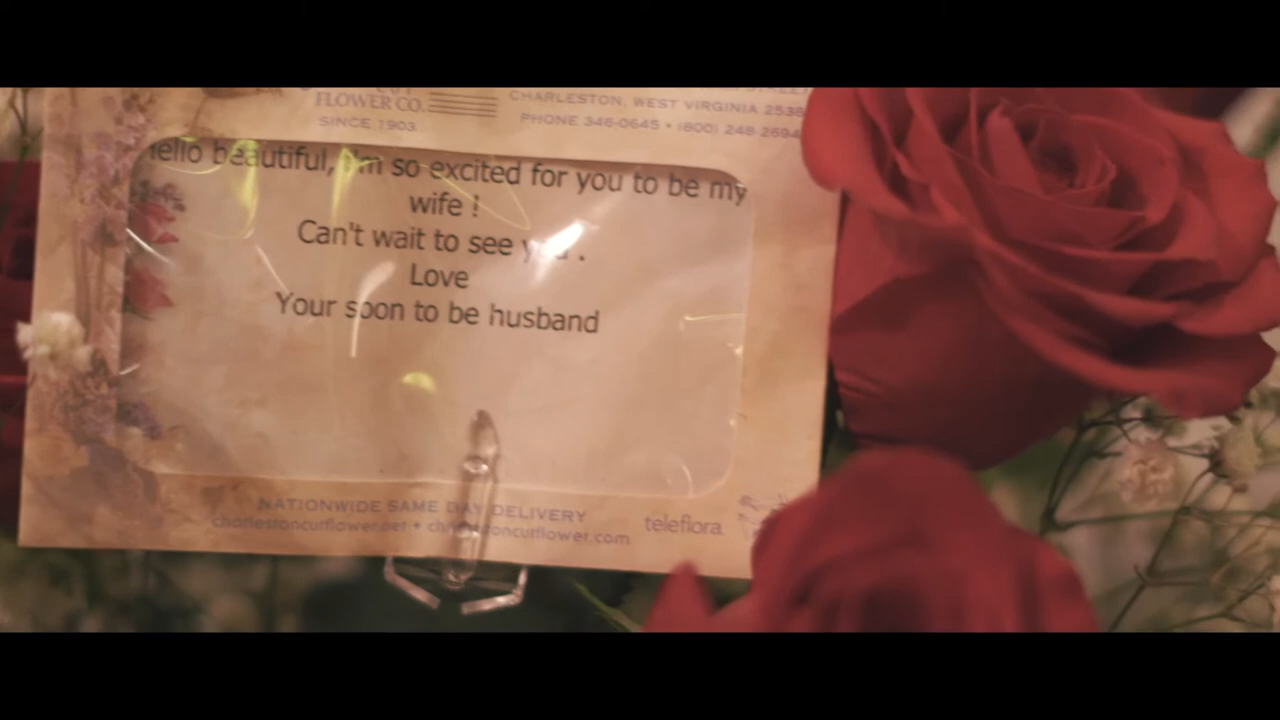 FLOWER CO.
SINCE 1903
CHARLESTON, WEST VIRGINIA
PHONE 346-0645 • (800) 248-2694
beautiful, I'm so excited for you to be my
wife !
Can't wait to see you .
Love
Your soon to be husband
NATIONWIDE SAME DAY DELIVERY
charlestoncutflower.net • charlestoncutflower.com
teleflora.